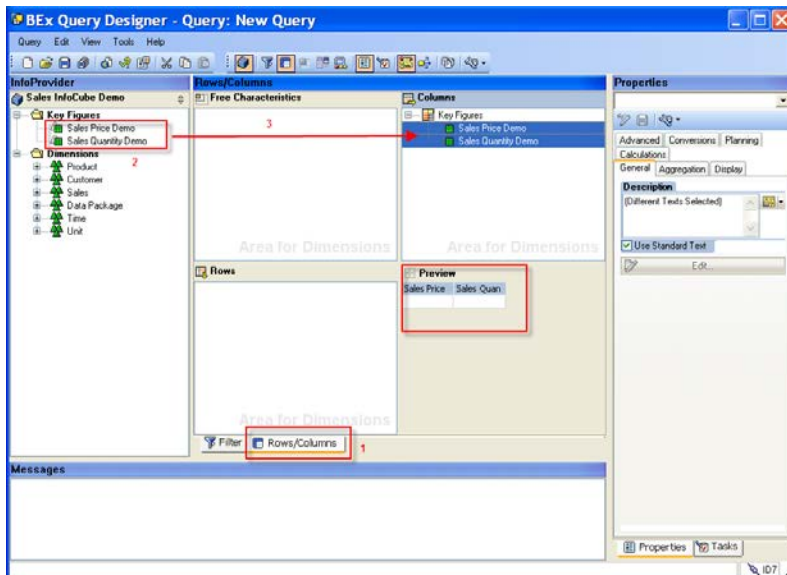 BEx Query Designer - Query: New Query
Query Edit View Tools Help
InfoProvider
Sales InfoCube Demo
Key Figures
Sales Price Demo
Sales Quantity Demo
2
Dimensions
Product
Customer
Sales
Data Package
Time
Unit
Rows/Columns
Free Characteristics
3
Area for Dimensions
Columns
Key Figures
Sales Price Demo
Sales Quantity Demo
Area for Dimensions
Rows
Area for Dimensions
Preview
Sales Price Sales Quan
Filter Rows/Columns
1
Properties
Advanced Conversions Planning
Calculations
General Aggregation Display
Description
(Different Texts Selected)
Use Standard Text
Edit...
Messages
Properties Tasks
ID7